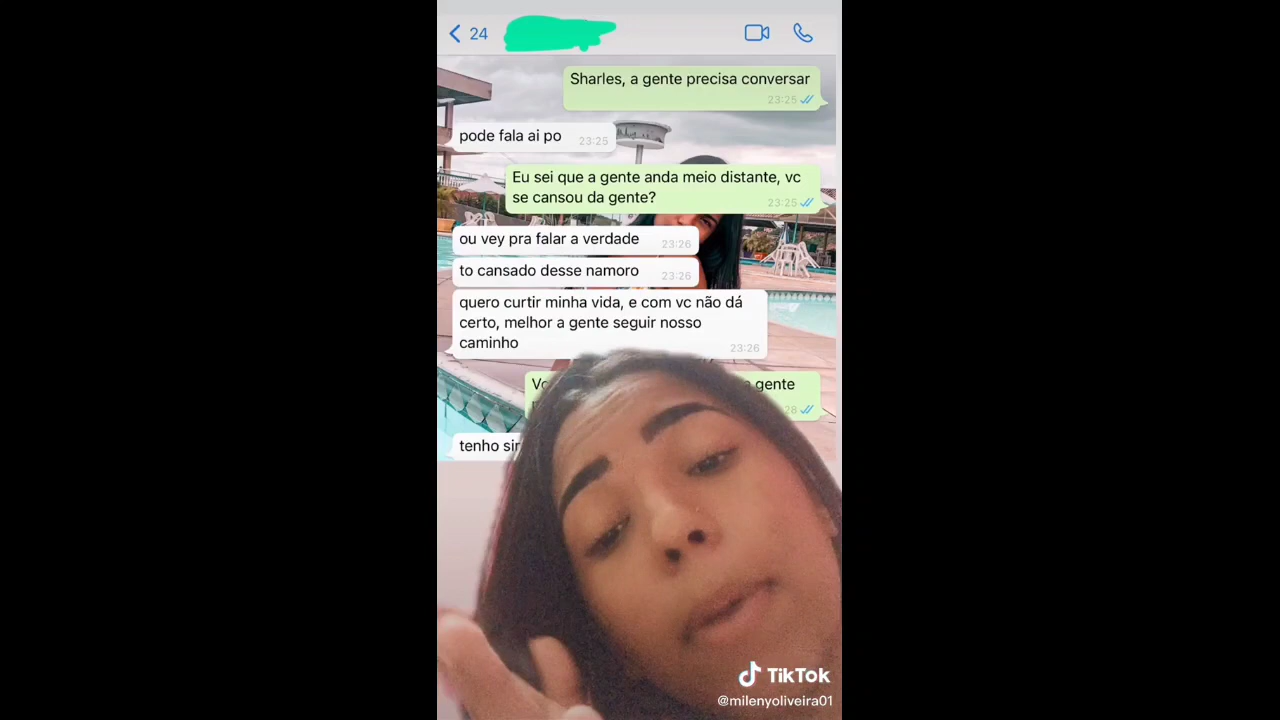 24
Sharles, a gente precisa conversar
23:25
pode fala ai po
23:25
Eu sei que a gente anda meio distante, vc
se cansou da gente?
23:25
ou vey pra falar a verdade
23:26
to cansado desse namoro
23:26
quero curtir minha vida, e com vc não dá
certo, melhor a gente seguir nosso
caminho
23:26
gente
28
tenho
TikTok
@milenyoliveira01